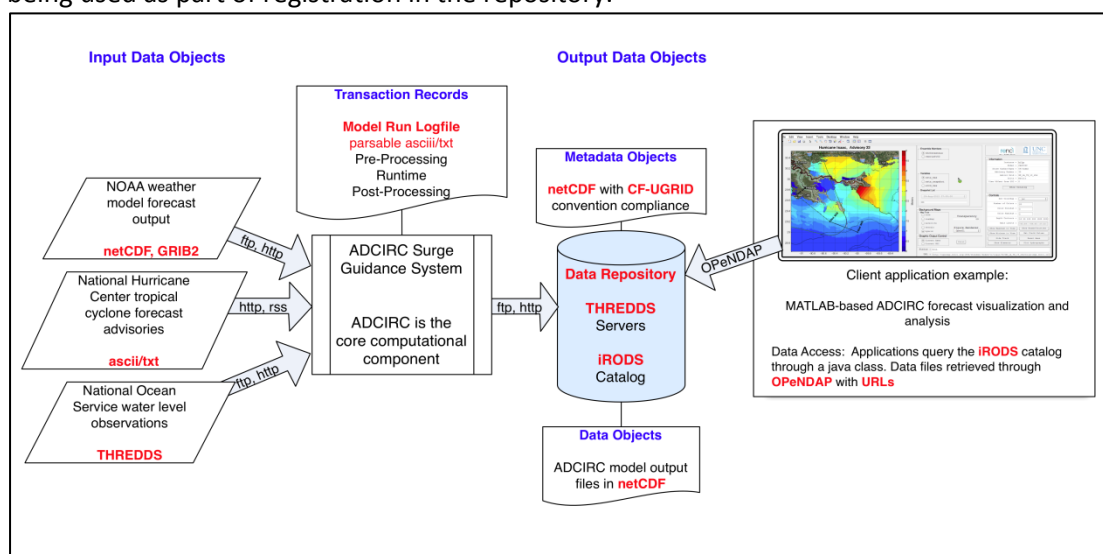 being used as part of registration in the repository.
Input Data Objects
Output Data Objects
Transaction Records
Model Run Logfile
parsable asciii/txt
Pre-Processing
Runtime
Post-Processing
NOAA weather
model forecast
output
netCDF, GRIB2
ftp, http
National Hurricane
Center tropical
cyclone forecast
advisories
ascii/txt
http, rss
National Ocean
Service water level
observations
THREDDS
ftp, http
ADCIRC Surge
Guidance System
ADCIRC is the
core computational
component
ftp, http
Metadata Objects
netCDF with CF-UGRID
convention compliance
Data Repository
THREDDS
Servers
iRODS
Catalog
Data Objects
ADCIRC model output
files in netCDF
OPeNDAP
Client application example:
MATLAB-based ADCIRC forecast visualization and
analysis
Data Access: Applications query the iRODS catalog
through a java class. Data files retrieved through
OPeNDAP with URLs